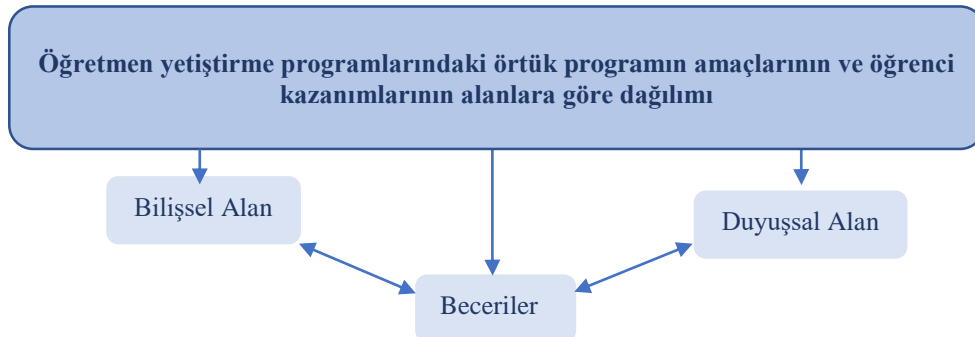 Öğretmen yetiştirme programlarındaki örtük programın amaçlarının ve öğrenci
kazanımlarının alanlara göre dağılımı
Bilişsel Alan
Duyuşsal Alan
Beceriler